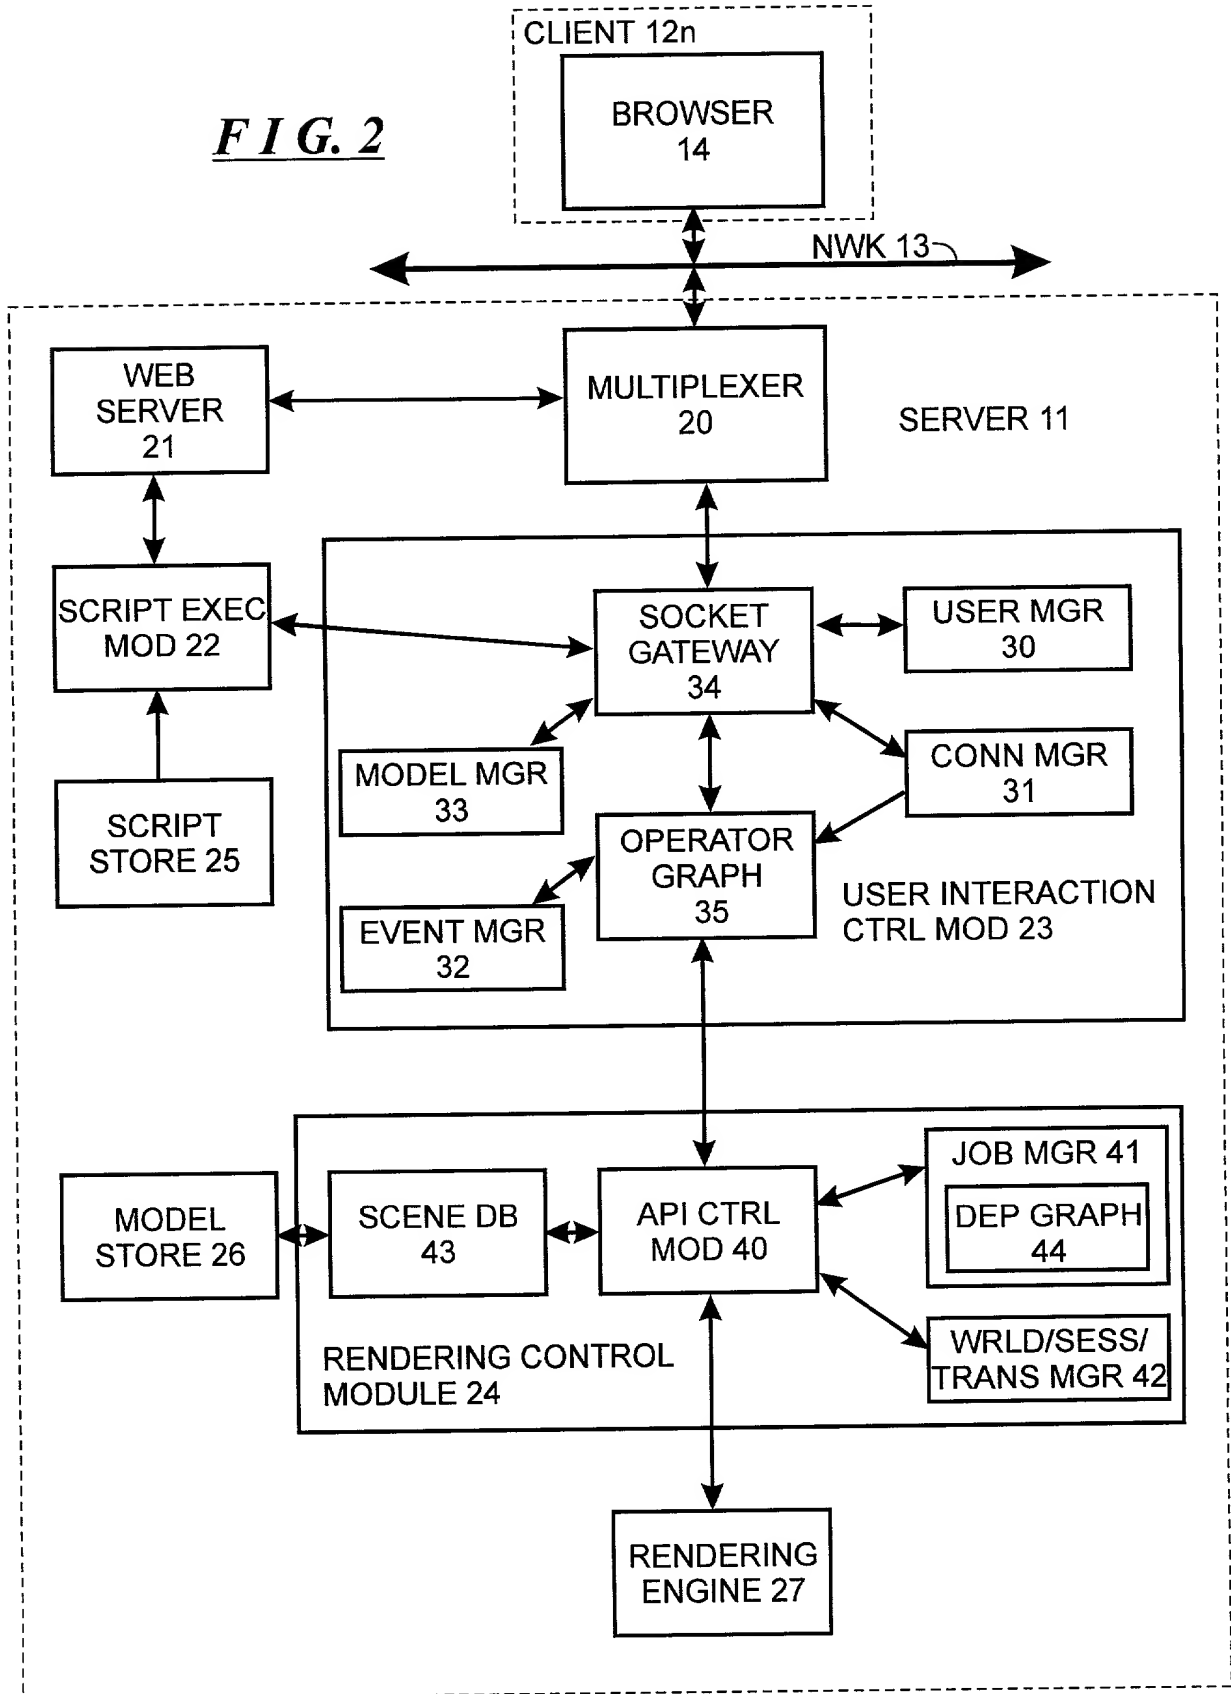 CLIENT 12n
BROWSER
14
F I G. 2
NWK 13
WEB
SERVER
21
MULTIPLEXER
20
SERVER 11
SCRIPT EXEC
MOD 22
SOCKET
GATEWAY
34
USER MGR
30
MODEL MGR
33
CONN MGR
31
SCRIPT
STORE 25
OPERATOR
GRAPH
35
EVENT MGR
32
USER INTERACTION
CTRL MOD 23
MODEL
STORE 26
SCENE DB
43
API CTRL
MOD 40
JOB MGR 41
DEP GRAPH
44
WRLD/SESS/
TRANS MGR 42
RENDERING CONTROL
MODULE 24
RENDERING
ENGINE 27